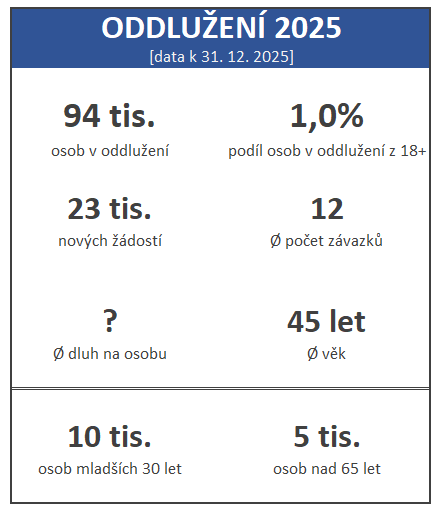 ODDLUŽENÍ 2025
[data k 31. 12. 2025]
94 tis.
osob v oddlužení
1,0%
podíl osob v oddlužení z 18+
23 tis.
nových žádostí
12
Ø počet závazků
?
Ø dluh na osobu
45 let
Ø věk
10 tis.
osob mladších 30 let
5 tis.
osob nad 65 let